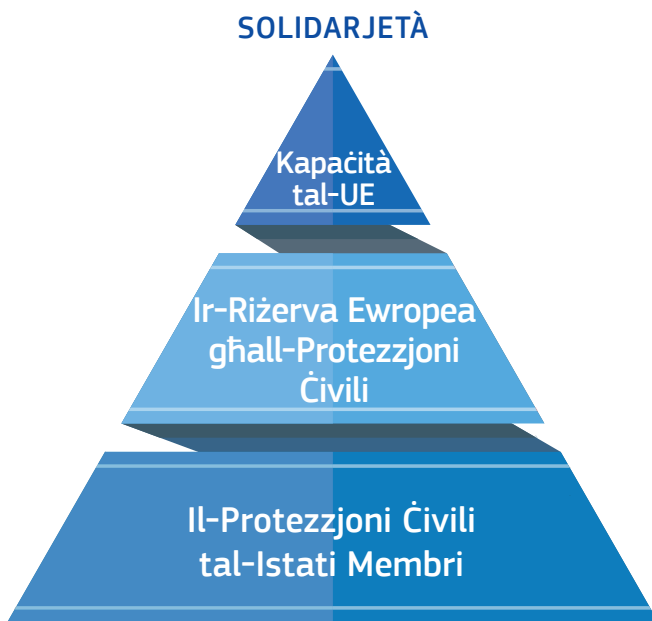 SOLIDARJETÀ
Kapaċità
tal-UE
Ir-Riżerva Ewropea
għall-Protezzjoni
Ċivili
Il-Protezzjoni Ċivili
tal-Istati Membri